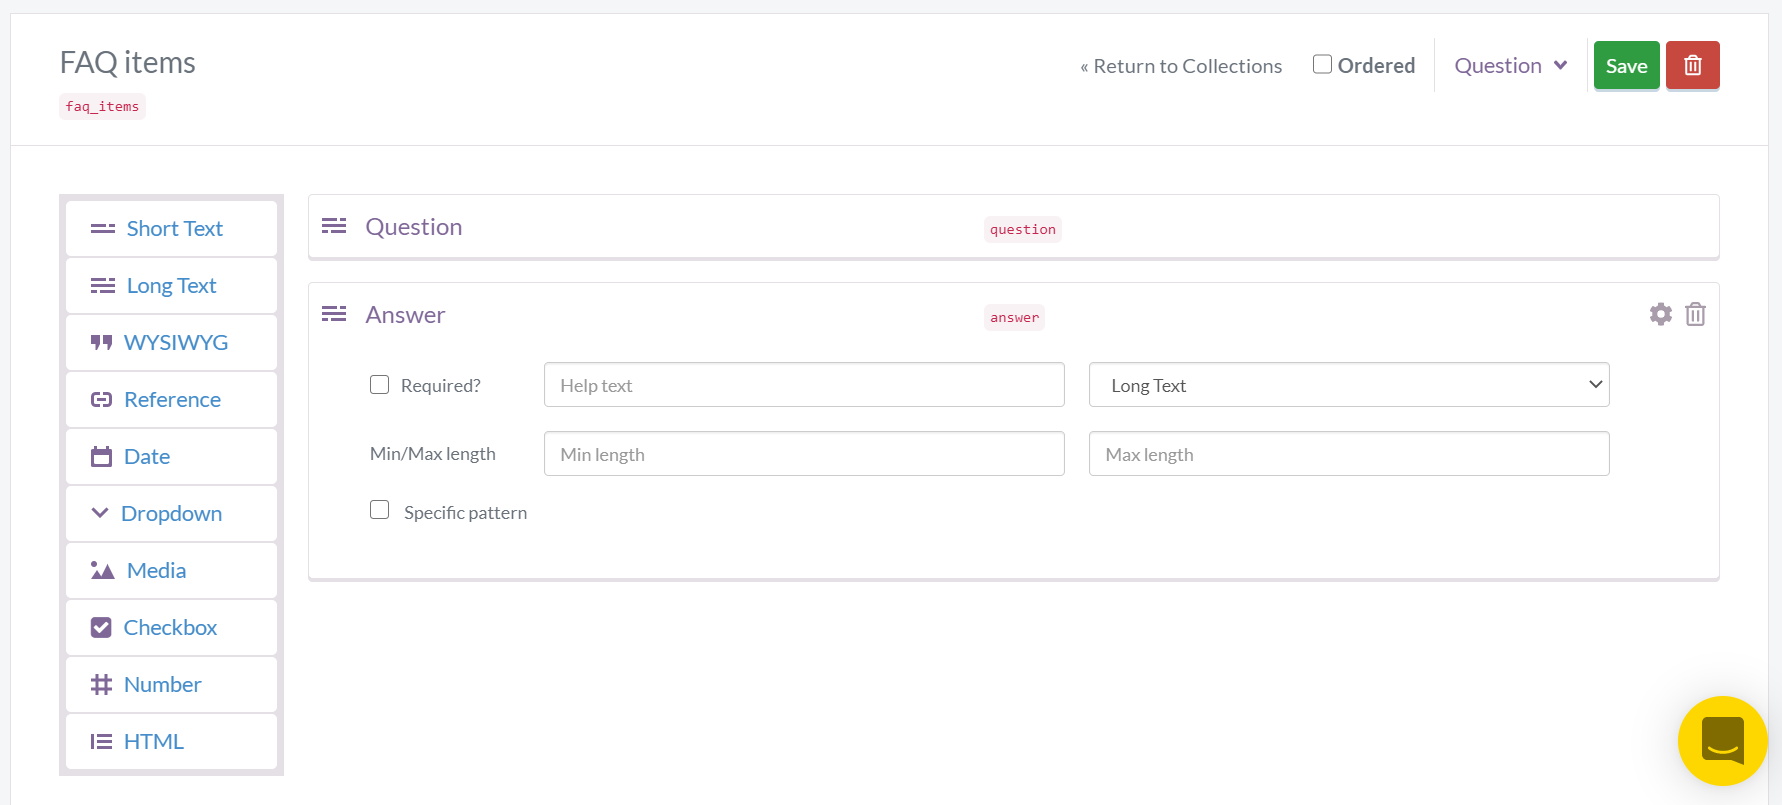 FAQ items
faq_items
« Return to Collections
Ordered
Question
Save
Short Text
Long Text
WYSIWYG
Reference
Date
Dropdown
Media
Checkbox
Number
HTML
Question
question
Answer
answer
Required?
Help text
Long Text
Min/Max length
Min length
Max length
Specific pattern